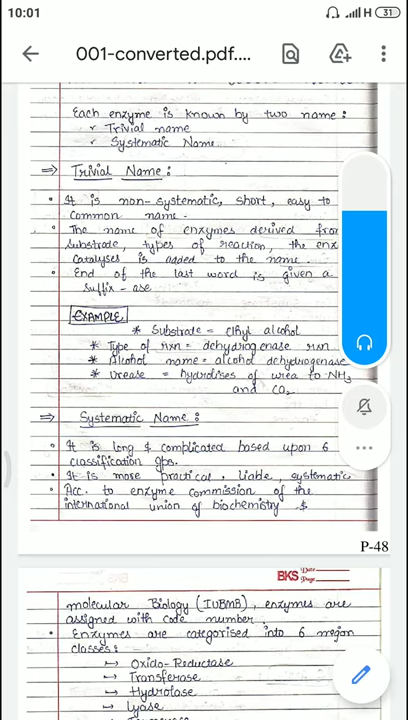 10:01
H 31
001-converted.pdf....
Each enzyme is known by two name:
Trivial name
Systematic Name
⇒ Trivial Name:
• It is non-systematic, short, easy to
common name.
• The name of enzymes derived from
substrate, types of reaction, the enz
catalyses is added to the name.
• End of the last word is given a
suffix - ase
EXAMPLE
* Substrate = Ethyl alcohol
* Type of rxn = dehydrogenase rxn
* Alcohol name = alcohol dehydrogenase
* Urease = hydrolises of urea to NH3
and CO2
⇒ Systematic Name:
• It is long & complicated based upon 6
classification gps.
• It is more practical, liable, systematic
• Acc. to enzyme commission of the
international union of biochemistry &
P-48
BKS Date
Page
molecular Biology (IUBMB), enzymes are
assigned with code number.
• Enzymes are categorised into 6 major
classes:
↦ Oxido-Reductase
↦ Transferase
↦ Hydrolase
↦ Lyase